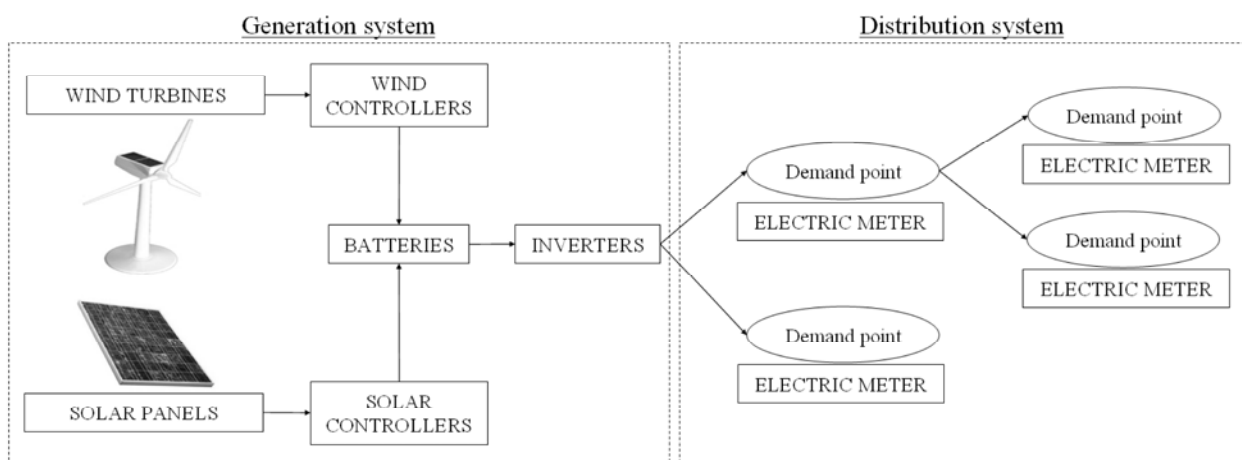 Generation system
Distribution system
WIND TURBINES
WIND
CONTROLLERS
BATTERIES
INVERTERS
SOLAR PANELS
SOLAR
CONTROLLERS
Demand point
ELECTRIC METER
Demand point
ELECTRIC METER
Demand point
ELECTRIC METER
Demand point
ELECTRIC METER